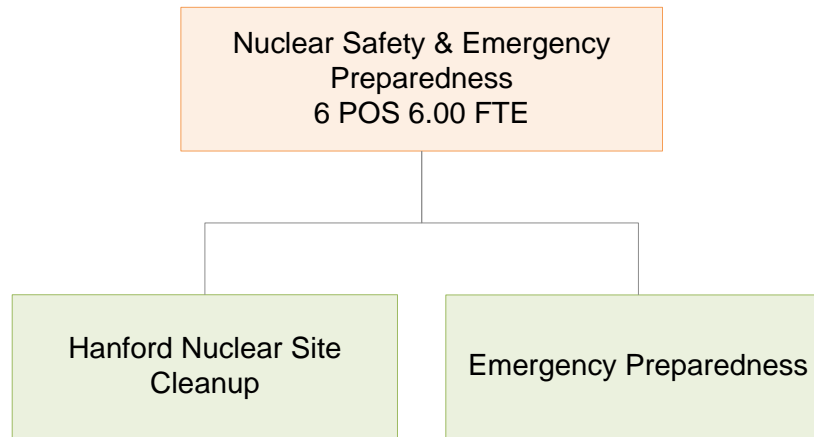 Nuclear Safety & Emergency
Preparedness
6 POS 6.00 FTE
Hanford Nuclear Site
Cleanup
Emergency Preparedness